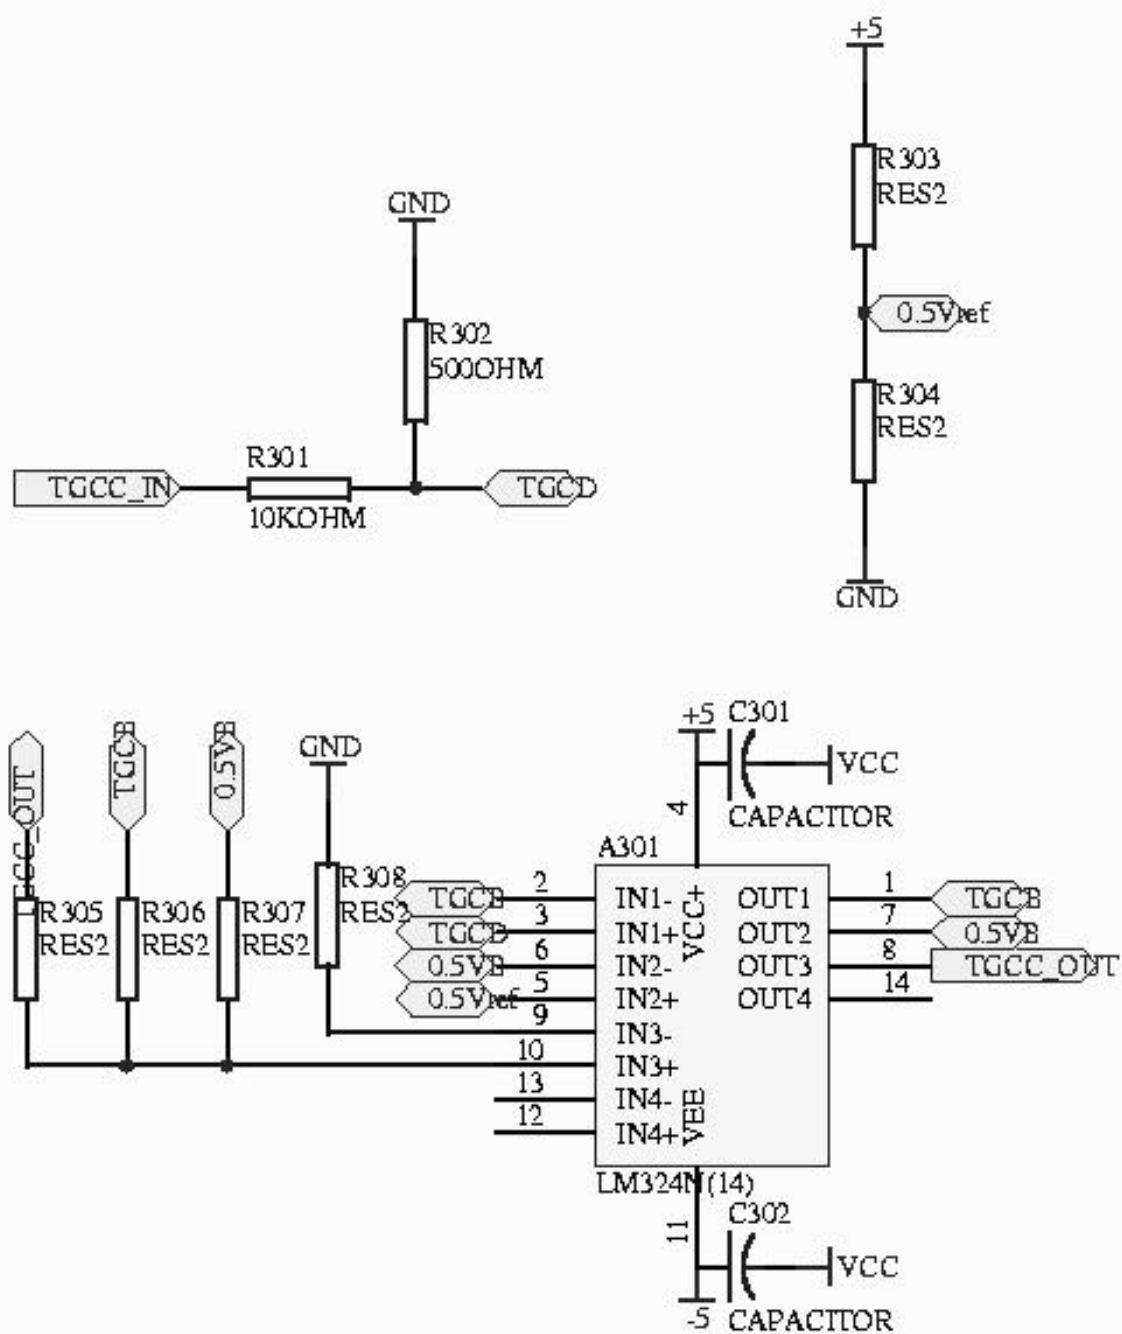 +5
R303
RES2
GND
0.5Vref
R302
500OHM
R304
RES2
R301
TGCC_IN
TGCD
10KOHM
GND
+5
C301
VCC
CAPACITOR
4
TGCC_OUT
TGCB
0.5VB
GND
A301
R305
RES2
R306
RES2
R307
RES2
R308
RES2
TGCB
2
IN1-
VCC+
OUT1
1
TGCB
TGCD
3
IN1+
OUT2
7
0.5VB
0.5VB
6
IN2-
OUT3
8
TGCC_OUT
0.5Vref
5
IN2+
OUT4
14
9
IN3-
10
IN3+
13
IN4-
VEE
12
IN4+
LM324N(14)
11
C302
VCC
-5
CAPACITOR